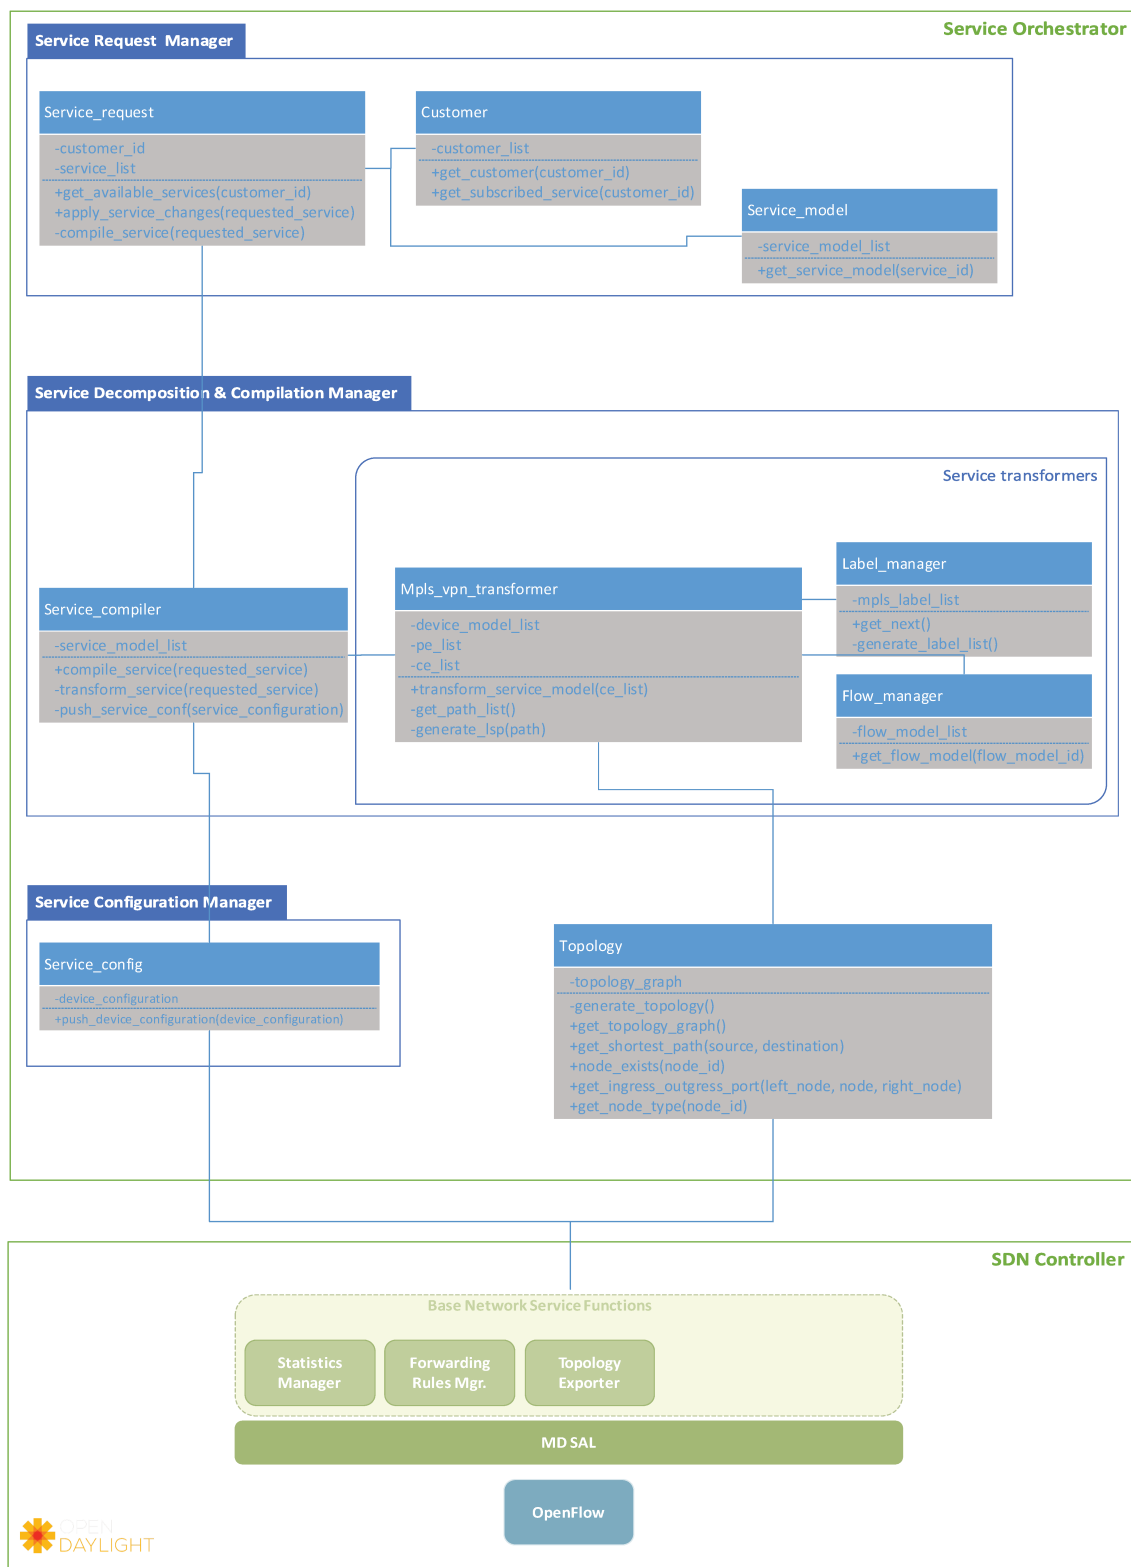 Service Orchestrator
Service Request Manager
Service_request
-customer_id
-service_list
+get_available_services(customer_id)
+apply_service_changes(requested_service)
-compile_service(requested_service)
Customer
-customer_list
+get_customer(customer_id)
+get_subscribed_service(customer_id)
Service_model
-service_model_list
+get_service_model(service_id)
Service Decomposition & Compilation Manager
Service transformers
Service_compiler
-service_model_list
+compile_service(requested_service)
-transform_service(requested_service)
-push_service_conf(service_configuration)
Mpls_vpn_transformer
-device_model_list
-pe_list
-ce_list
+transform_service_model(ce_list)
-get_path_list()
-generate_lsp(path)
Label_manager
-mpls_label_list
+get_next()
-generate_label_list()
Flow_manager
-flow_model_list
+get_flow_model(flow_model_id)
Service Configuration Manager
Service_config
-device_configuration
+push_device_configuration(device_configuration)
Topology
-topology_graph
-generate_topology()
+get_topology_graph()
+get_shortest_path(source, destination)
+node_exists(node_id)
+get_ingress_outgress_port(left_node, node, right_node)
+get_node_type(node_id)
SDN Controller
Base Network Service Functions
Statistics
Manager
Forwarding
Rules Mgr.
Topology
Exporter
MD SAL
OpenFlow
OPEN
DAYLIGHT